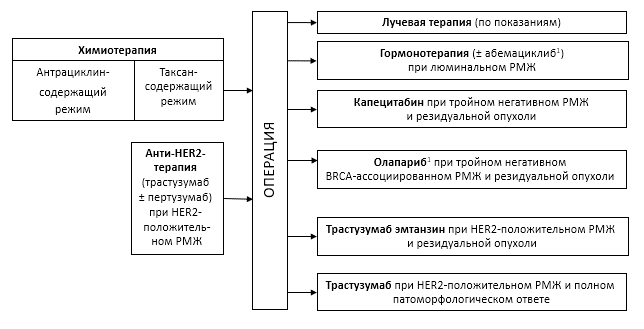 Химиотерапия
Антрациклин-
содержащий
режим
Таксан-
содержащий
режим
Анти-HER2-
терапия
(трастузумаб
± пертузумаб)
при HER2-
положитель-
ном РМЖ
ОПЕРАЦИЯ
Лучевая терапия (по показаниям)
Гормонотерапия (± абемациклиб¹)
при люминальном РМЖ
Капецитабин при тройном негативном РМЖ
и резидуальной опухоли
Олапариб¹ при тройном негативном
BRCA-ассоциированном РМЖ и резидуальной опухоли
Трастузумаб эмтанзин при HER2-положительном РМЖ
и резидуальной опухоли
Трастузумаб при HER2-положительном РМЖ и полном
патоморфологическом ответе